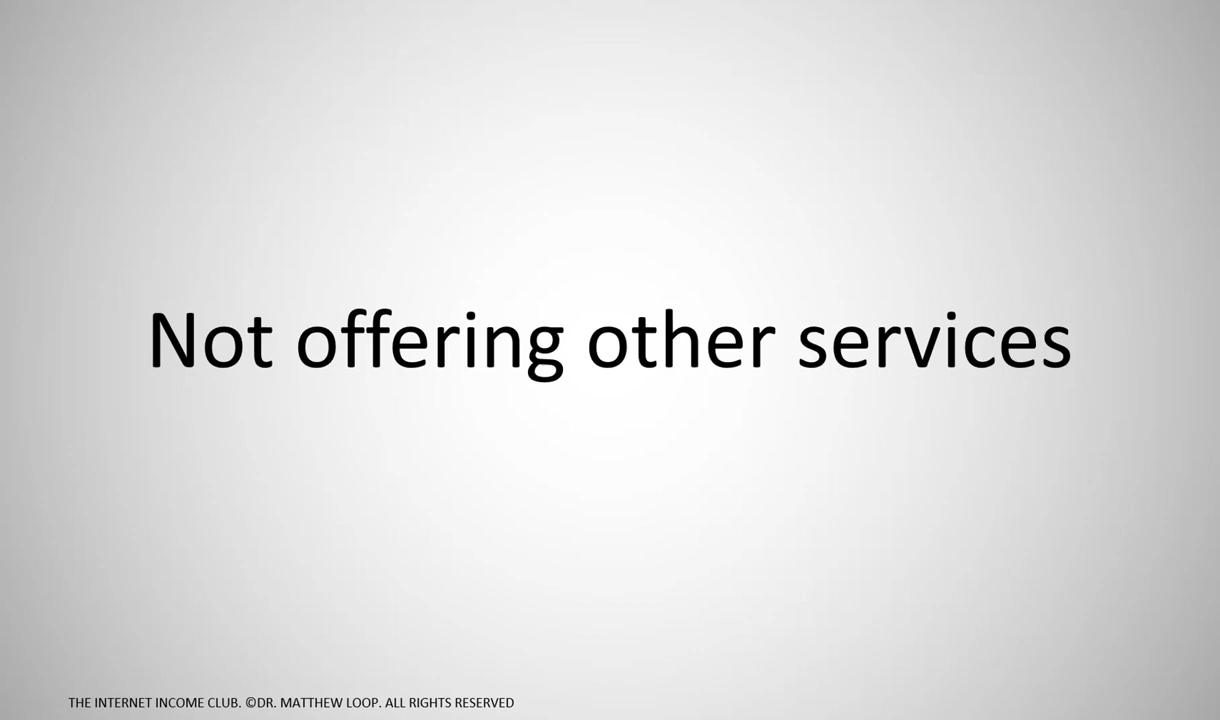 Not offering other services
THE INTERNET INCOME CLUB. ©DR. MATTHEW LOOP. ALL RIGHTS RESERVED